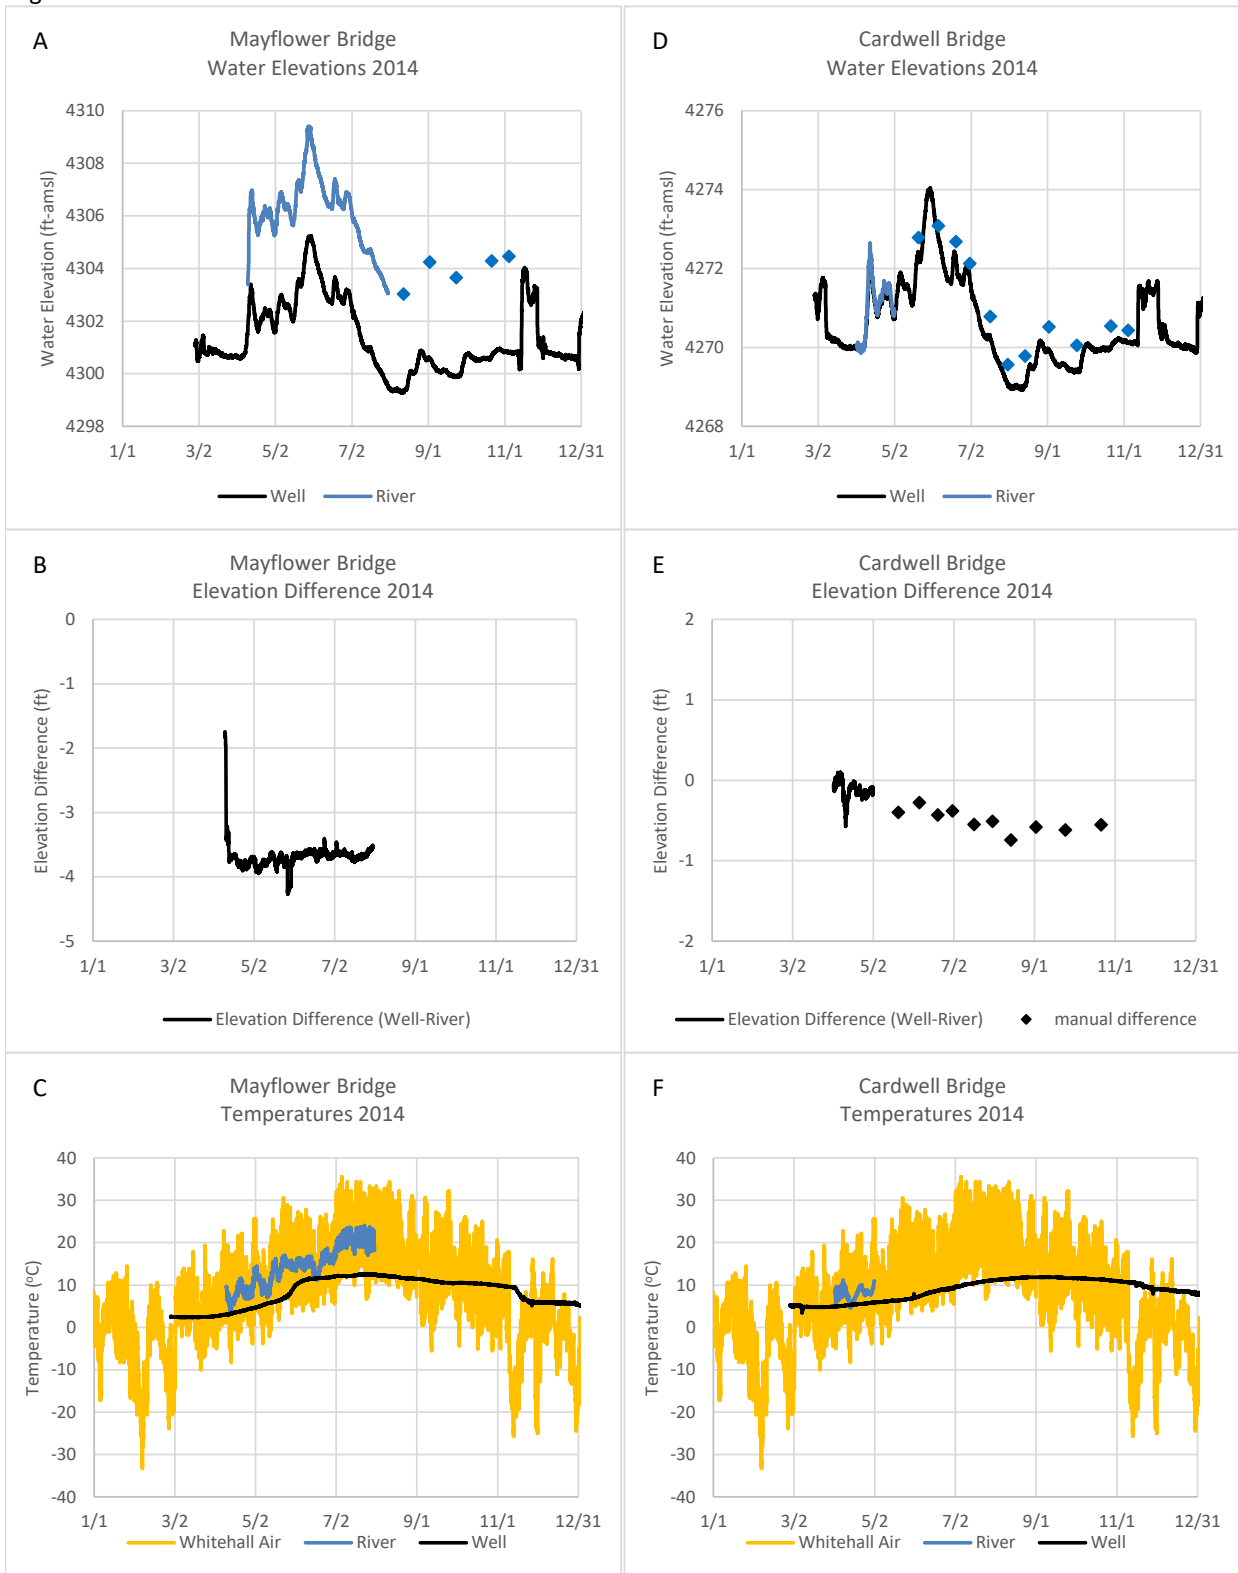 A
Mayflower Bridge
Water Elevations 2014
Water Elevation (ft-amsl)
4310
4308
4306
4304
4302
4300
4298
1/1 3/2 5/2 7/2 9/1 11/1 12/31
Well River
D
Cardwell Bridge
Water Elevations 2014
Water Elevation (ft-amsl)
4276
4274
4272
4270
4268
1/1 3/2 5/2 7/2 9/1 11/1 12/31
Well River
B
Mayflower Bridge
Elevation Difference 2014
Elevation Difference (ft)
0
-1
-2
-3
-4
-5
1/1 3/2 5/2 7/2 9/1 11/1 12/31
Elevation Difference (Well-River)
E
Cardwell Bridge
Elevation Difference 2014
Elevation Difference (ft)
2
1
0
-1
-2
1/1 3/2 5/2 7/2 9/1 11/1 12/31
Elevation Difference (Well-River) manual difference
C
Mayflower Bridge
Temperatures 2014
Temperature (°C)
40
30
20
10
0
-10
-20
-30
-40
1/1 3/2 5/2 7/2 9/1 11/1 12/31
Whitehall Air River Well
F
Cardwell Bridge
Temperatures 2014
Temperature (°C)
40
30
20
10
0
-10
-20
-30
-40
1/1 3/2 5/2 7/2 9/1 11/1 12/31
Whitehall Air River Well